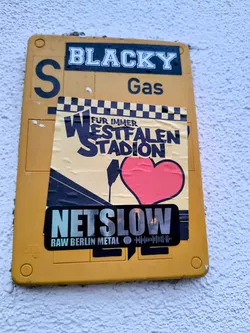 BLACKY
S Gas
FÜR IMMER
WESTFALEN
STADION
NETSLOW
RAW BERLIN METAL